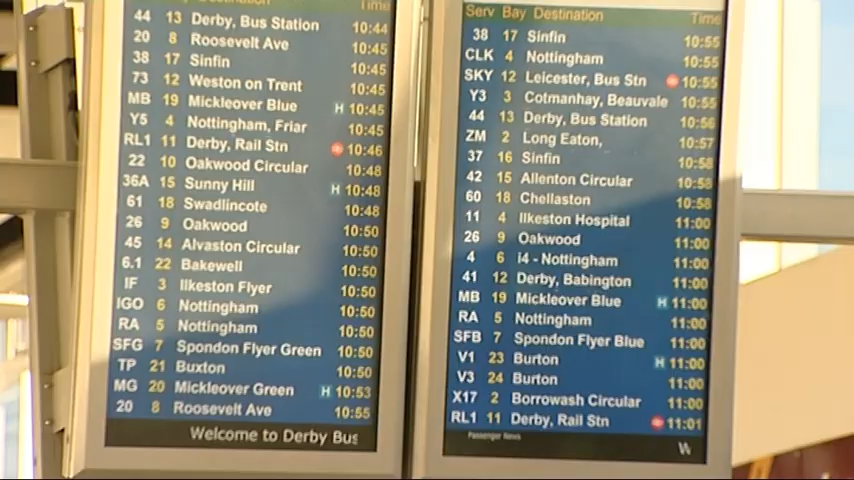 Time
44 13 Derby, Bus Station 10:44
20 8 Roosevelt Ave 10:45
38 17 Sinfin 10:45
73 12 Weston on Trent 10:45
MB 19 Mickleover Blue H 10:45
Y5 4 Nottingham, Friar 10:45
RL1 11 Derby, Rail Stn 10:46
22 10 Oakwood Circular 10:48
36A 15 Sunny Hill H 10:48
61 18 Swadlincote 10:48
26 9 Oakwood 10:50
45 14 Alvaston Circular 10:50
6.1 22 Bakewell 10:50
IF 3 Ilkeston Flyer 10:50
IGO 6 Nottingham 10:50
RA 5 Nottingham 10:50
SFG 7 Spondon Flyer Green 10:50
TP 21 Buxton 10:50
MG 20 Mickleover Green H 10:53
20 8 Roosevelt Ave 10:55
Welcome to Derby Bus
Serv Bay Destination Time
38 17 Sinfin 10:55
CLK 4 Nottingham 10:55
SKY 12 Leicester, Bus Stn 10:55
Y3 3 Cotmanhay, Beauvale 10:55
44 13 Derby, Bus Station 10:56
ZM 2 Long Eaton, 10:57
37 16 Sinfin 10:58
42 15 Allenton Circular 10:58
60 18 Chellaston 10:58
11 4 Ilkeston Hospital 11:00
26 9 Oakwood 11:00
4 6 i4 - Nottingham 11:00
41 12 Derby, Babington 11:00
MB 19 Mickleover Blue H 11:00
RA 5 Nottingham 11:00
SFB 7 Spondon Flyer Blue 11:00
V1 23 Burton H 11:00
V3 24 Burton 11:00
X17 2 Borrowash Circular 11:00
RL1 11 Derby, Rail Stn 11:01
Passenger News
W